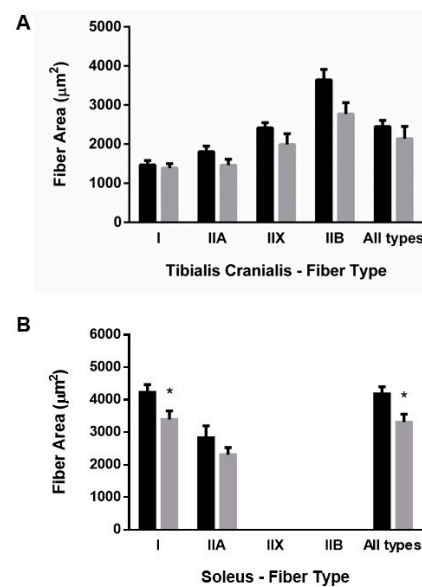 A
Fiber Area (μm²)
5000
4000
3000
2000
1000
0
I IIA IIX IIB All types
Tibialis Cranialis - Fiber Type
B
Fiber Area (μm²)
6000
5000
4000
3000
2000
1000
0
* *
I IIA IIX IIB All types
Soleus - Fiber Type